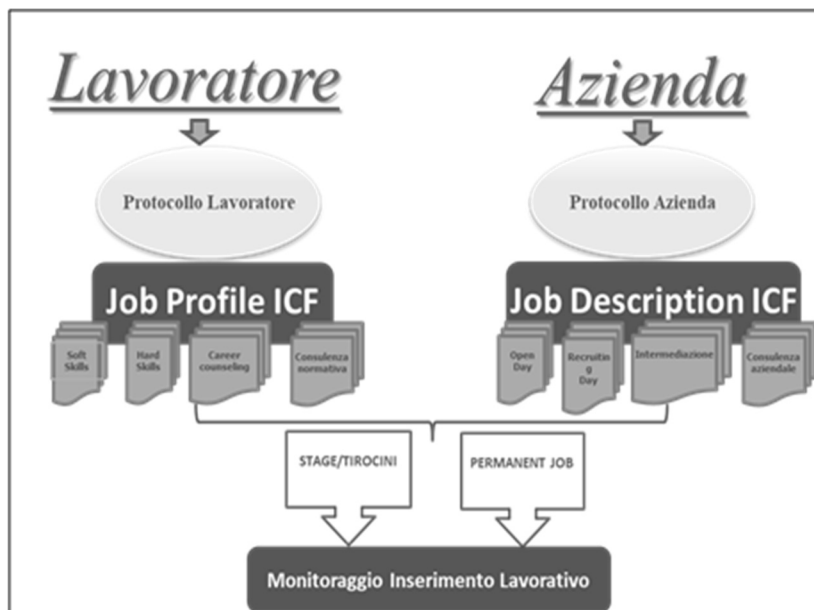 Lavoratore
Azienda
Protocollo Lavoratore
Protocollo Azienda
Job Profile ICF
Job Description ICF
Soft
Skills
Hard
Skills
Career
counseling
Consulenza
normativa
Open
Day
Recruitin
g
Day
Intermediazione
Consulenza
aziendale
STAGE/TIROCINI
PERMANENT JOB
Monitoraggio Inserimento Lavorativo